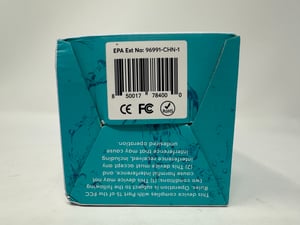 EPA Ext No: 96991-CHN-1
8 50017 78400 0
CE FC RoHS
This device complies with Part 15 of the FCC
Rules. Operation is subject to the following
two conditions: (1) This device may not
cause harmful interference, and
(2) this device must accept any
interference received, including
interference that may cause
undesired operation